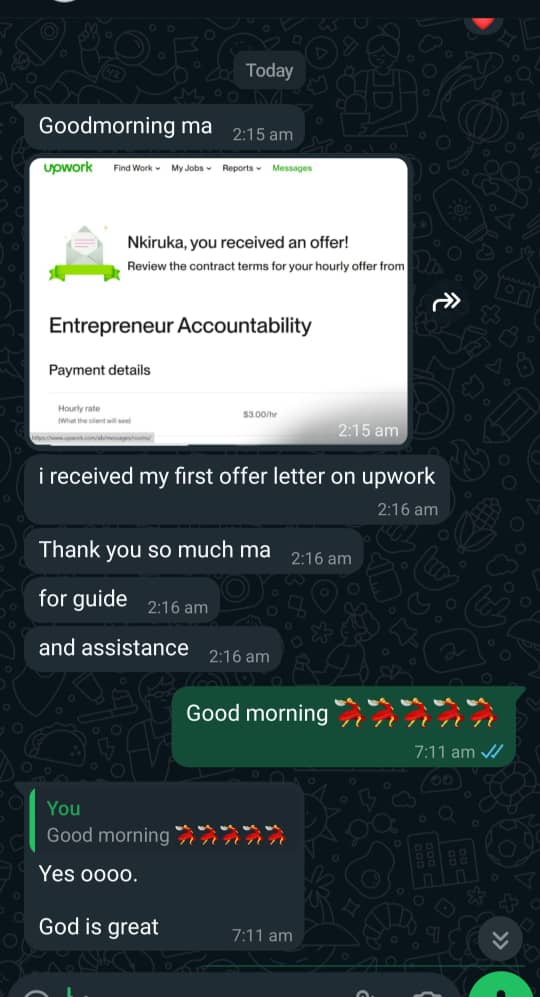 Today
Goodmorning ma
2:15 am
upwork
Find Work
My Jobs
Reports
Messages
Nkiruka, you received an offer!
Review the contract terms for your hourly offer from
Entrepreneur Accountability
Payment details
Hourly rate
(What the client will see)
$3.00/hr
https://www.upwork.com/ab/messages/rooms/
2:15 am
i received my first offer letter on upwork
2:16 am
Thank you so much ma
2:16 am
for guide
2:16 am
and assistance
2:16 am
Good morning 💃💃💃💃💃
7:11 am
You
Good morning 💃💃💃💃💃
Yes oooo.
God is great
7:11 am